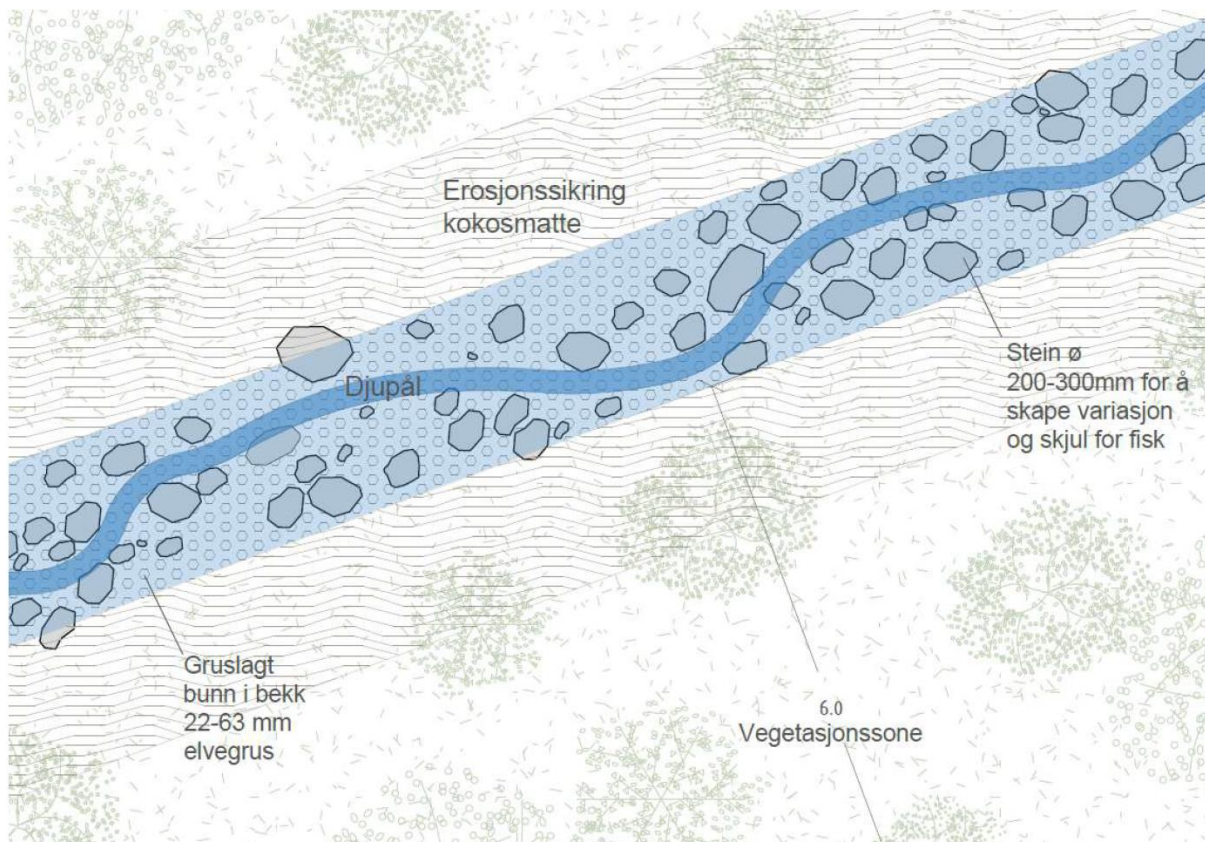 Erosjonssikring
kokosmatte
Djupål
Stein ø
200-300mm for å
skape variasjon
og skjul for fisk
Gruslagt
bunn i bekk
22-63 mm
elvegrus
6.0
Vegetasjonssone